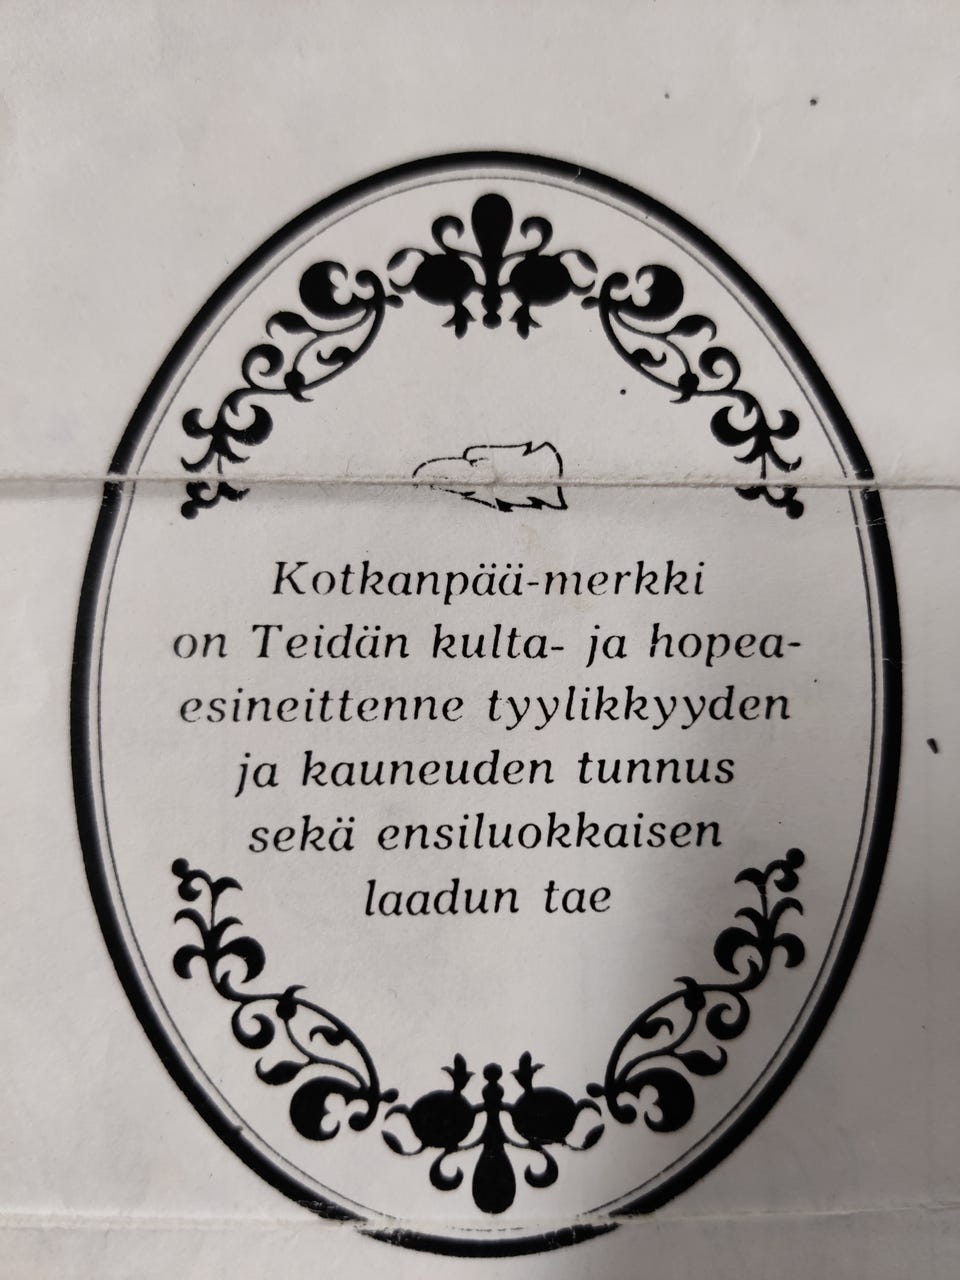 Kotkanpää-merkki
on Teidän kulta- ja hopea-
esineittenne tyylikkyyden
ja kauneuden tunnus
sekä ensiluokkaisen
laadun tae